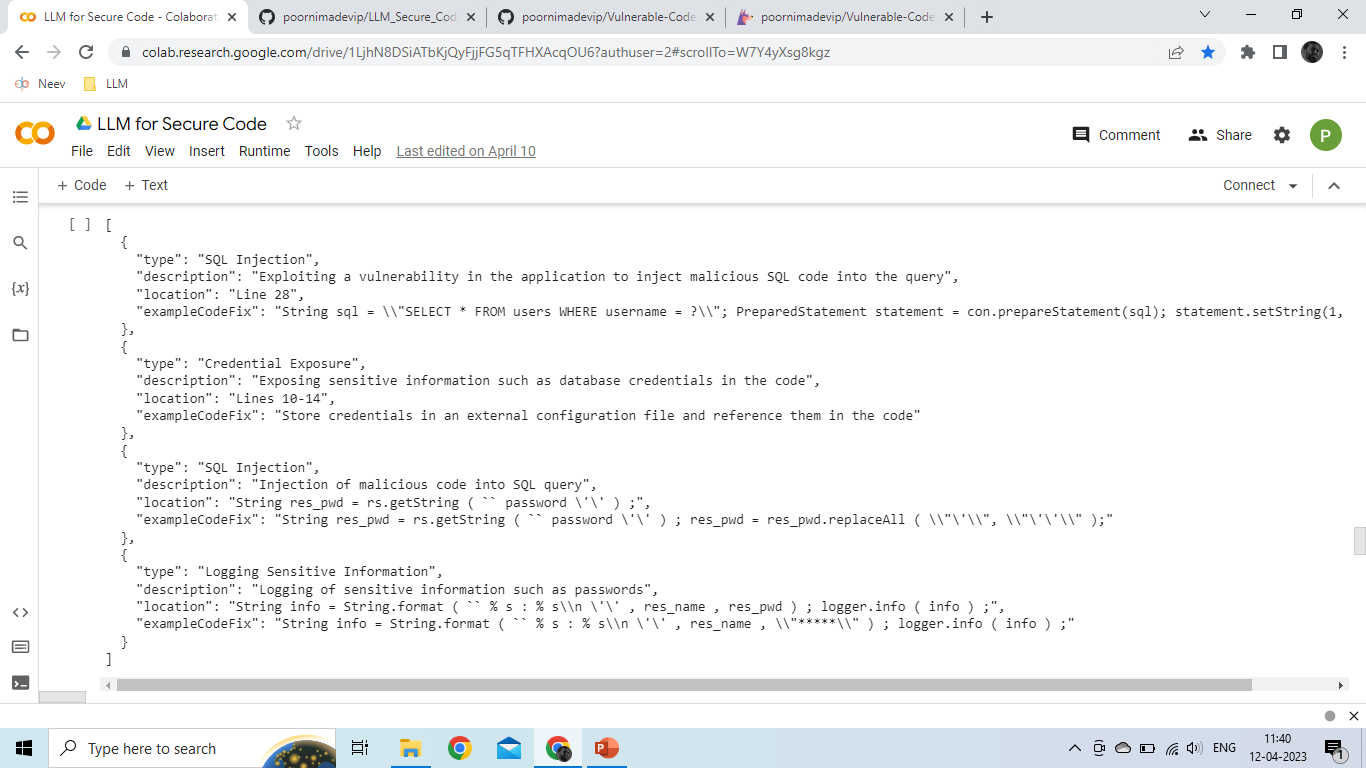 LLM for Secure Code - Colaborat
poornimadevip/LLM_Secure_Cod
poornimadevip/Vulnerable-Code
poornimadevip/Vulnerable-Code
colab.research.google.com/drive/1LjhN8DSiATbKjQyFjjFG5qTFHXAcqOU6?authuser=2#scrollTo=W7Y4yXsg8kgz
Neev LLM
LLM for Secure Code
Comment Share P
File Edit View Insert Runtime Tools Help Last edited on April 10
+ Code + Text Connect
[ ] [
{
"type": "SQL Injection",
"description": "Exploiting a vulnerability in the application to inject malicious SQL code into the query",
"location": "Line 28",
"exampleCodeFix": "String sql = \\"SELECT * FROM users WHERE username = ?\\"; PreparedStatement statement = con.prepareStatement(sql); statement.setString(1,
},
{
"type": "Credential Exposure",
"description": "Exposing sensitive information such as database credentials in the code",
"location": "Lines 10-14",
"exampleCodeFix": "Store credentials in an external configuration file and reference them in the code"
},
{
"type": "SQL Injection",
"description": "Injection of malicious code into SQL query",
"location": "String res_pwd = rs.getString ( `` password \'\' ) ;",
"exampleCodeFix": "String res_pwd = rs.getString ( `` password \'\' ) ; res_pwd = res_pwd.replaceAll ( \\"\'\\", \\"\'\'\\" );"
},
{
"type": "Logging Sensitive Information",
"description": "Logging of sensitive information such as passwords",
"location": "String info = String.format ( `` % s : % s\\n \'\' , res_name , res_pwd ) ; logger.info ( info ) ;",
"exampleCodeFix": "String info = String.format ( `` % s : % s\\n \'\' , res_name , \\"*****\\" ) ; logger.info ( info ) ;"
}
]
{x}
Type here to search
ENG
11:40
12-04-2023
1